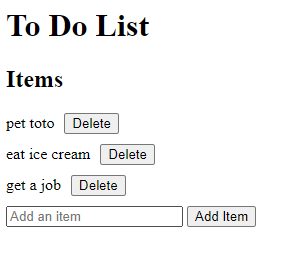 To Do List
Items
pet toto Delete
eat ice cream Delete
get a job Delete
Add an item Add Item